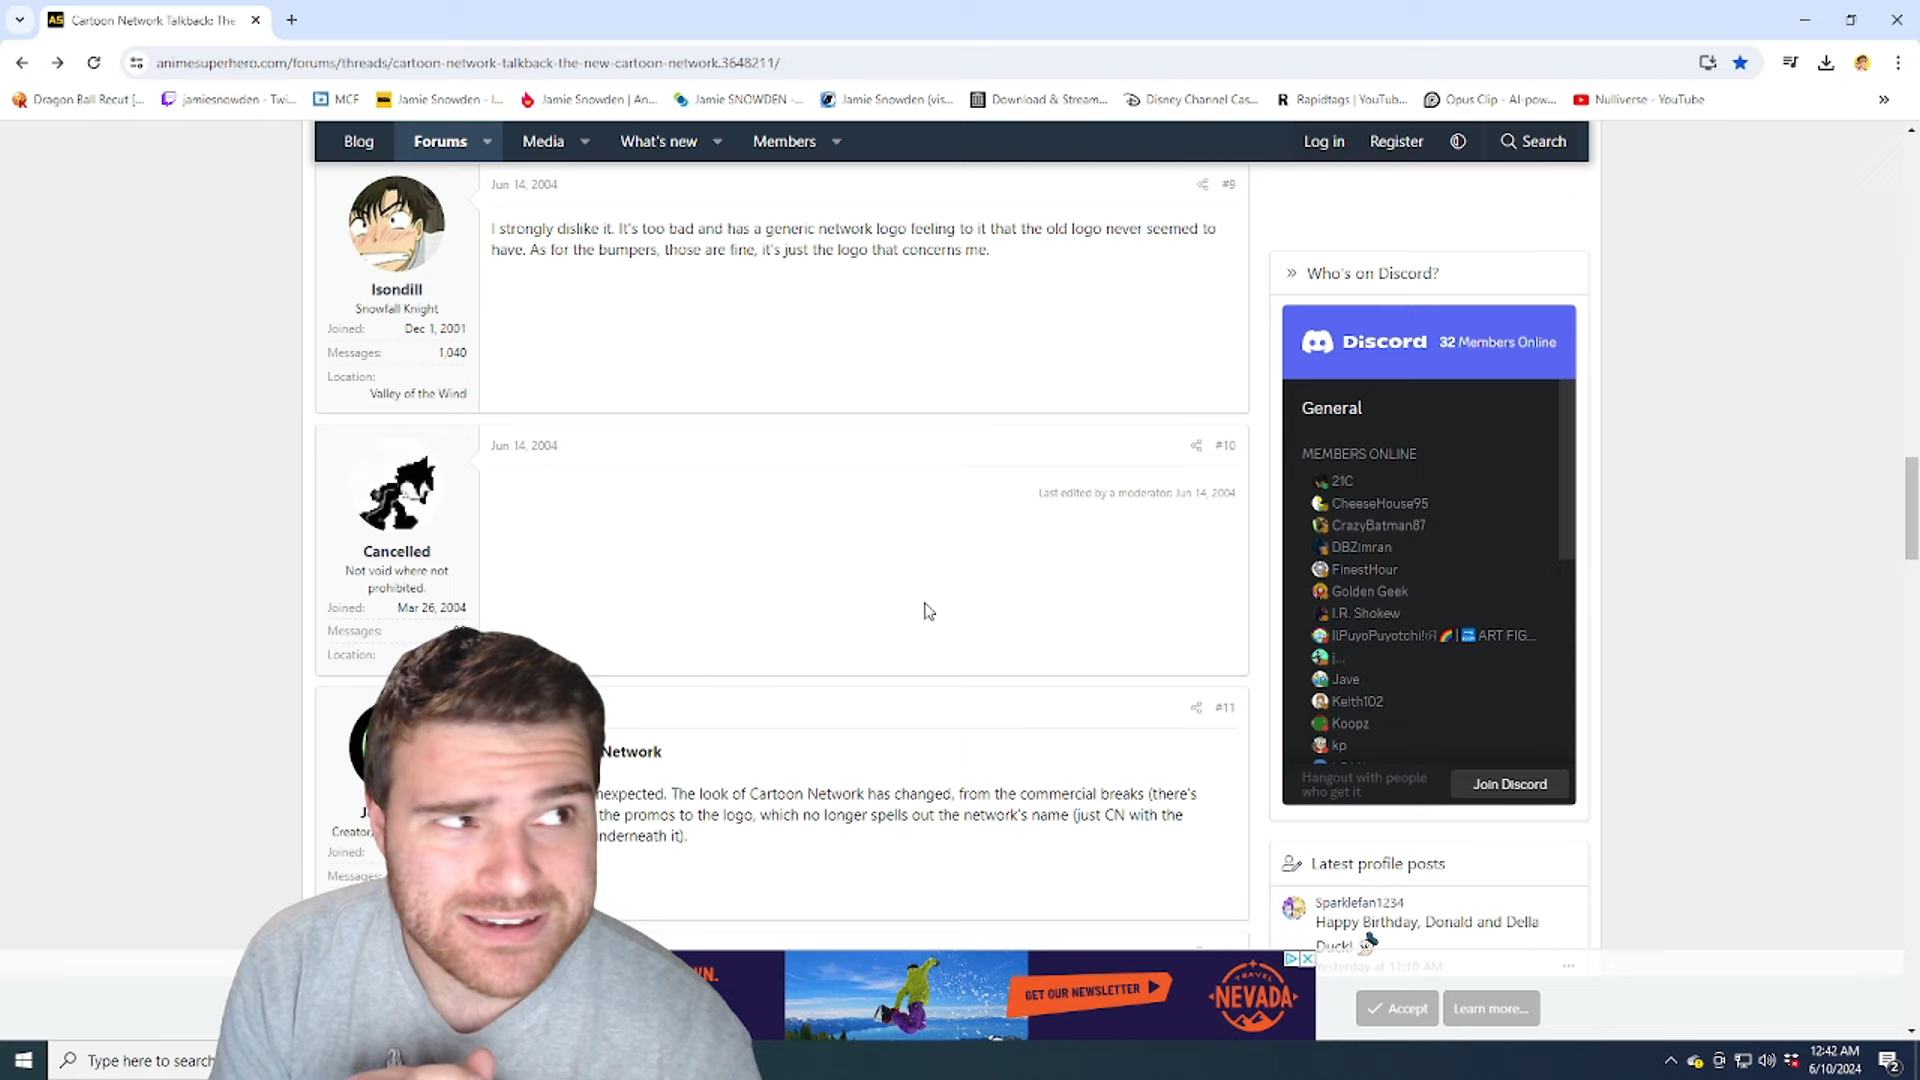 AS Cartoon Network Talkback: The
animesuperhero.com/forums/threads/cartoon-network-talkback-the-new-cartoon-network.3648211/
Dragon Ball Recut [... jamiesnowden - Twi... MCF Jamie Snowden - I... Jamie Snowden | An... Jamie SNOWDEN -... Jamie Snowden (vis... Download & Stream... Disney Channel Cas... Rapidtags | YouTub... Opus Clip - AI-pow... Nulliverse - YouTube
Blog Forums Media What's new Members Log in Register Search
Jun 14, 2004 #9
I strongly dislike it. It's too bad and has a generic network logo feeling to it that the old logo never seemed to
have. As for the bumpers, those are fine, it's just the logo that concerns me.
Isondill
Snowfall Knight
Joined: Dec 1, 2001
Messages: 1,040
Location:
Valley of the Wind
Jun 14, 2004 #10
Last edited by a moderator: Jun 14, 2004
Cancelled
Not void where not
prohibited.
Joined: Mar 26, 2004
Messages:
Location:
#11
Network
nexpected. The look of Cartoon Network has changed, from the commercial breaks (there's
the promos to the logo, which no longer spells out the network's name (just CN with the
nderneath it).
Creator,
Joined:
Messages:
Who's on Discord?
Discord 32 Members Online
General
MEMBERS ONLINE
21C
CheeseHouse95
CrazyBatman87
DBZimran
FinestHour
Golden Geek
I.R. Shokew
j...
Jave
Keith102
Koopz
kp
Hangout with people
who get it
Join Discord
Latest profile posts
Sparklefan1234
Happy Birthday, Donald and Della
Duck!
Yesterday at 11:10 AM
WN.
GET OUR NEWSLETTER
TRAVEL
NEVADA
Accept Learn more...
Type here to search
12:42 AM
6/10/2024
2